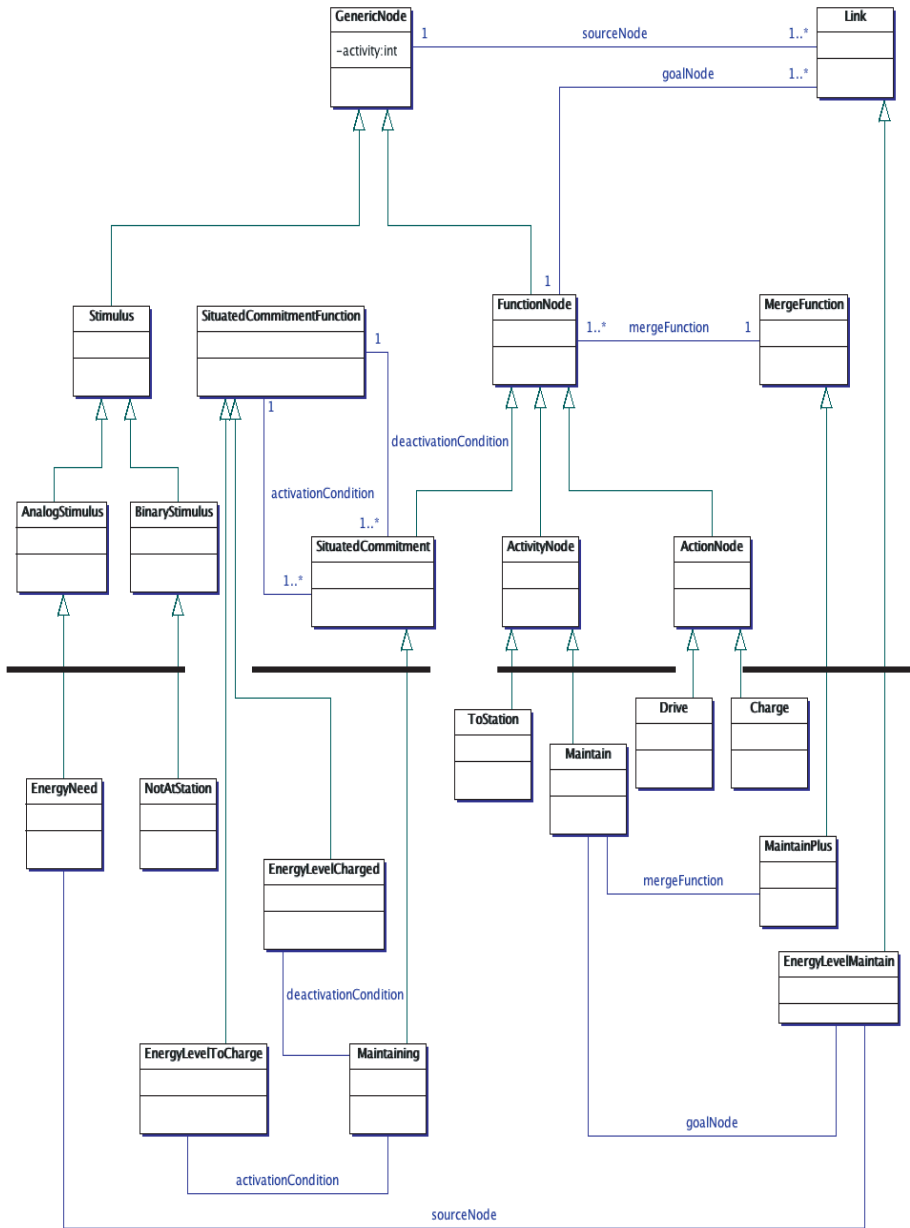 GenericNode
-activity:int
Link
1
sourceNode
1..*
goalNode
1..*
1
Stimulus
SituatedCommitmentFunction
FunctionNode
MergeFunction
1
1..*
mergeFunction
1
1
deactivationCondition
activationCondition
AnalogStimulus
BinaryStimulus
1..*
SituatedCommitment
ActivityNode
ActionNode
1..*
ToStation
Drive
Charge
Maintain
EnergyNeed
NotAtStation
EnergyLevelCharged
MaintainPlus
mergeFunction
EnergyLevelMaintain
deactivationCondition
EnergyLevelToCharge
Maintaining
goalNode
activationCondition
sourceNode